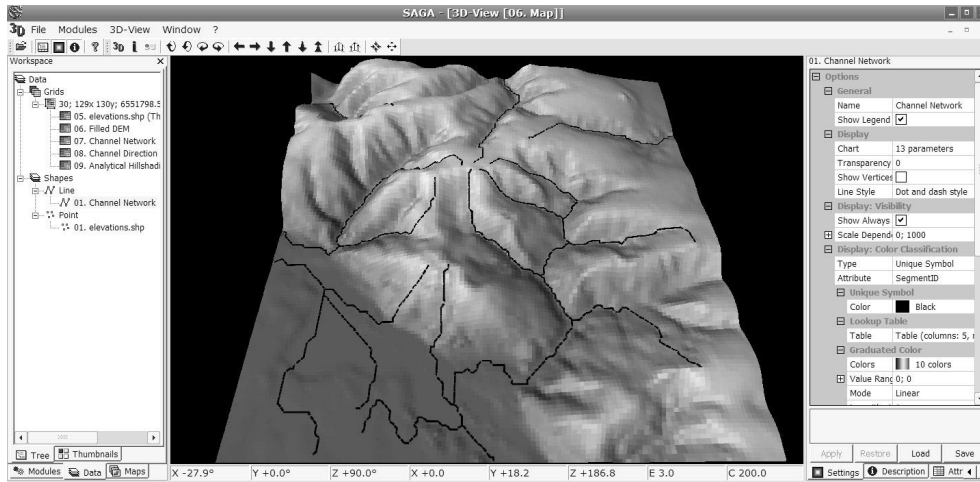 SAGA - [3D-View [06. Map]]
3D File Modules 3D-View Window ?
3D
Workspace X
Data
Grids
30; 129x 130y; 6551798.5
05. elevations.shp (Th
06. Filled DEM
07. Channel Network
08. Channel Direction
09. Analytical Hillshadi
Shapes
Line
01. Channel Network
Point
01. elevations.shp
Tree Thumbnails
Modules Data Maps
X -27.9° Y +0.0° Z +90.0° X +0.0 Y +18.2 Z +186.8 E 3.0 C 200.0
01. Channel Network
Options
General
Name Channel Network
Show Legend
Display
Chart 13 parameters
Transparency 0
Show Vertices
Line Style Dot and dash style
Display: Visibility
Show Always
Scale Depend 0; 1000
Display: Color Classification
Type Unique Symbol
Attribute SegmentID
Unique Symbol
Color Black
Lookup Table
Table Table (columns: 5, r
Graduated Color
Colors 10 colors
Value Rang 0; 0
Mode Linear
Apply Restore Load Save
Settings Description Attr